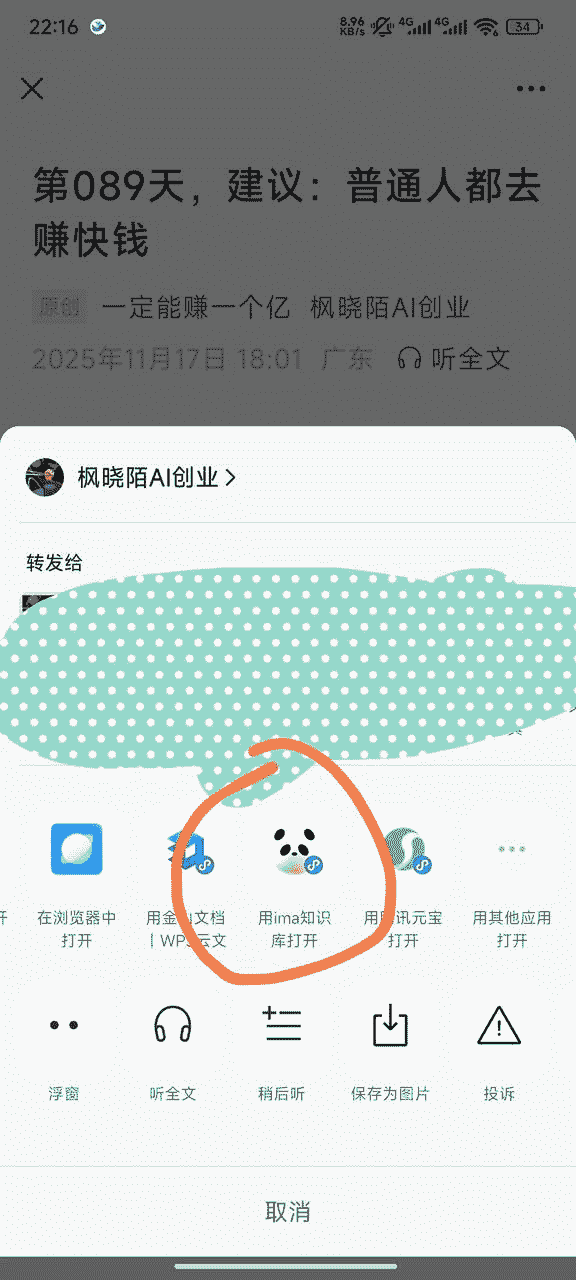 22:16
8.96 KB/s 4G 4G 34
第089天，建议：普通人都去
赚快钱
原创 一定能赚一个亿 枫晓陌AI创业
2025年11月17日 18:01 广东 听全文
枫晓陌AI创业
转发给
在浏览器中
打开
用金山文档
丨WPS云文
用ima知识
库打开
用腾讯元宝
打开
用其他应用
打开
浮窗
听全文
稍后听
保存为图片
投诉
取消